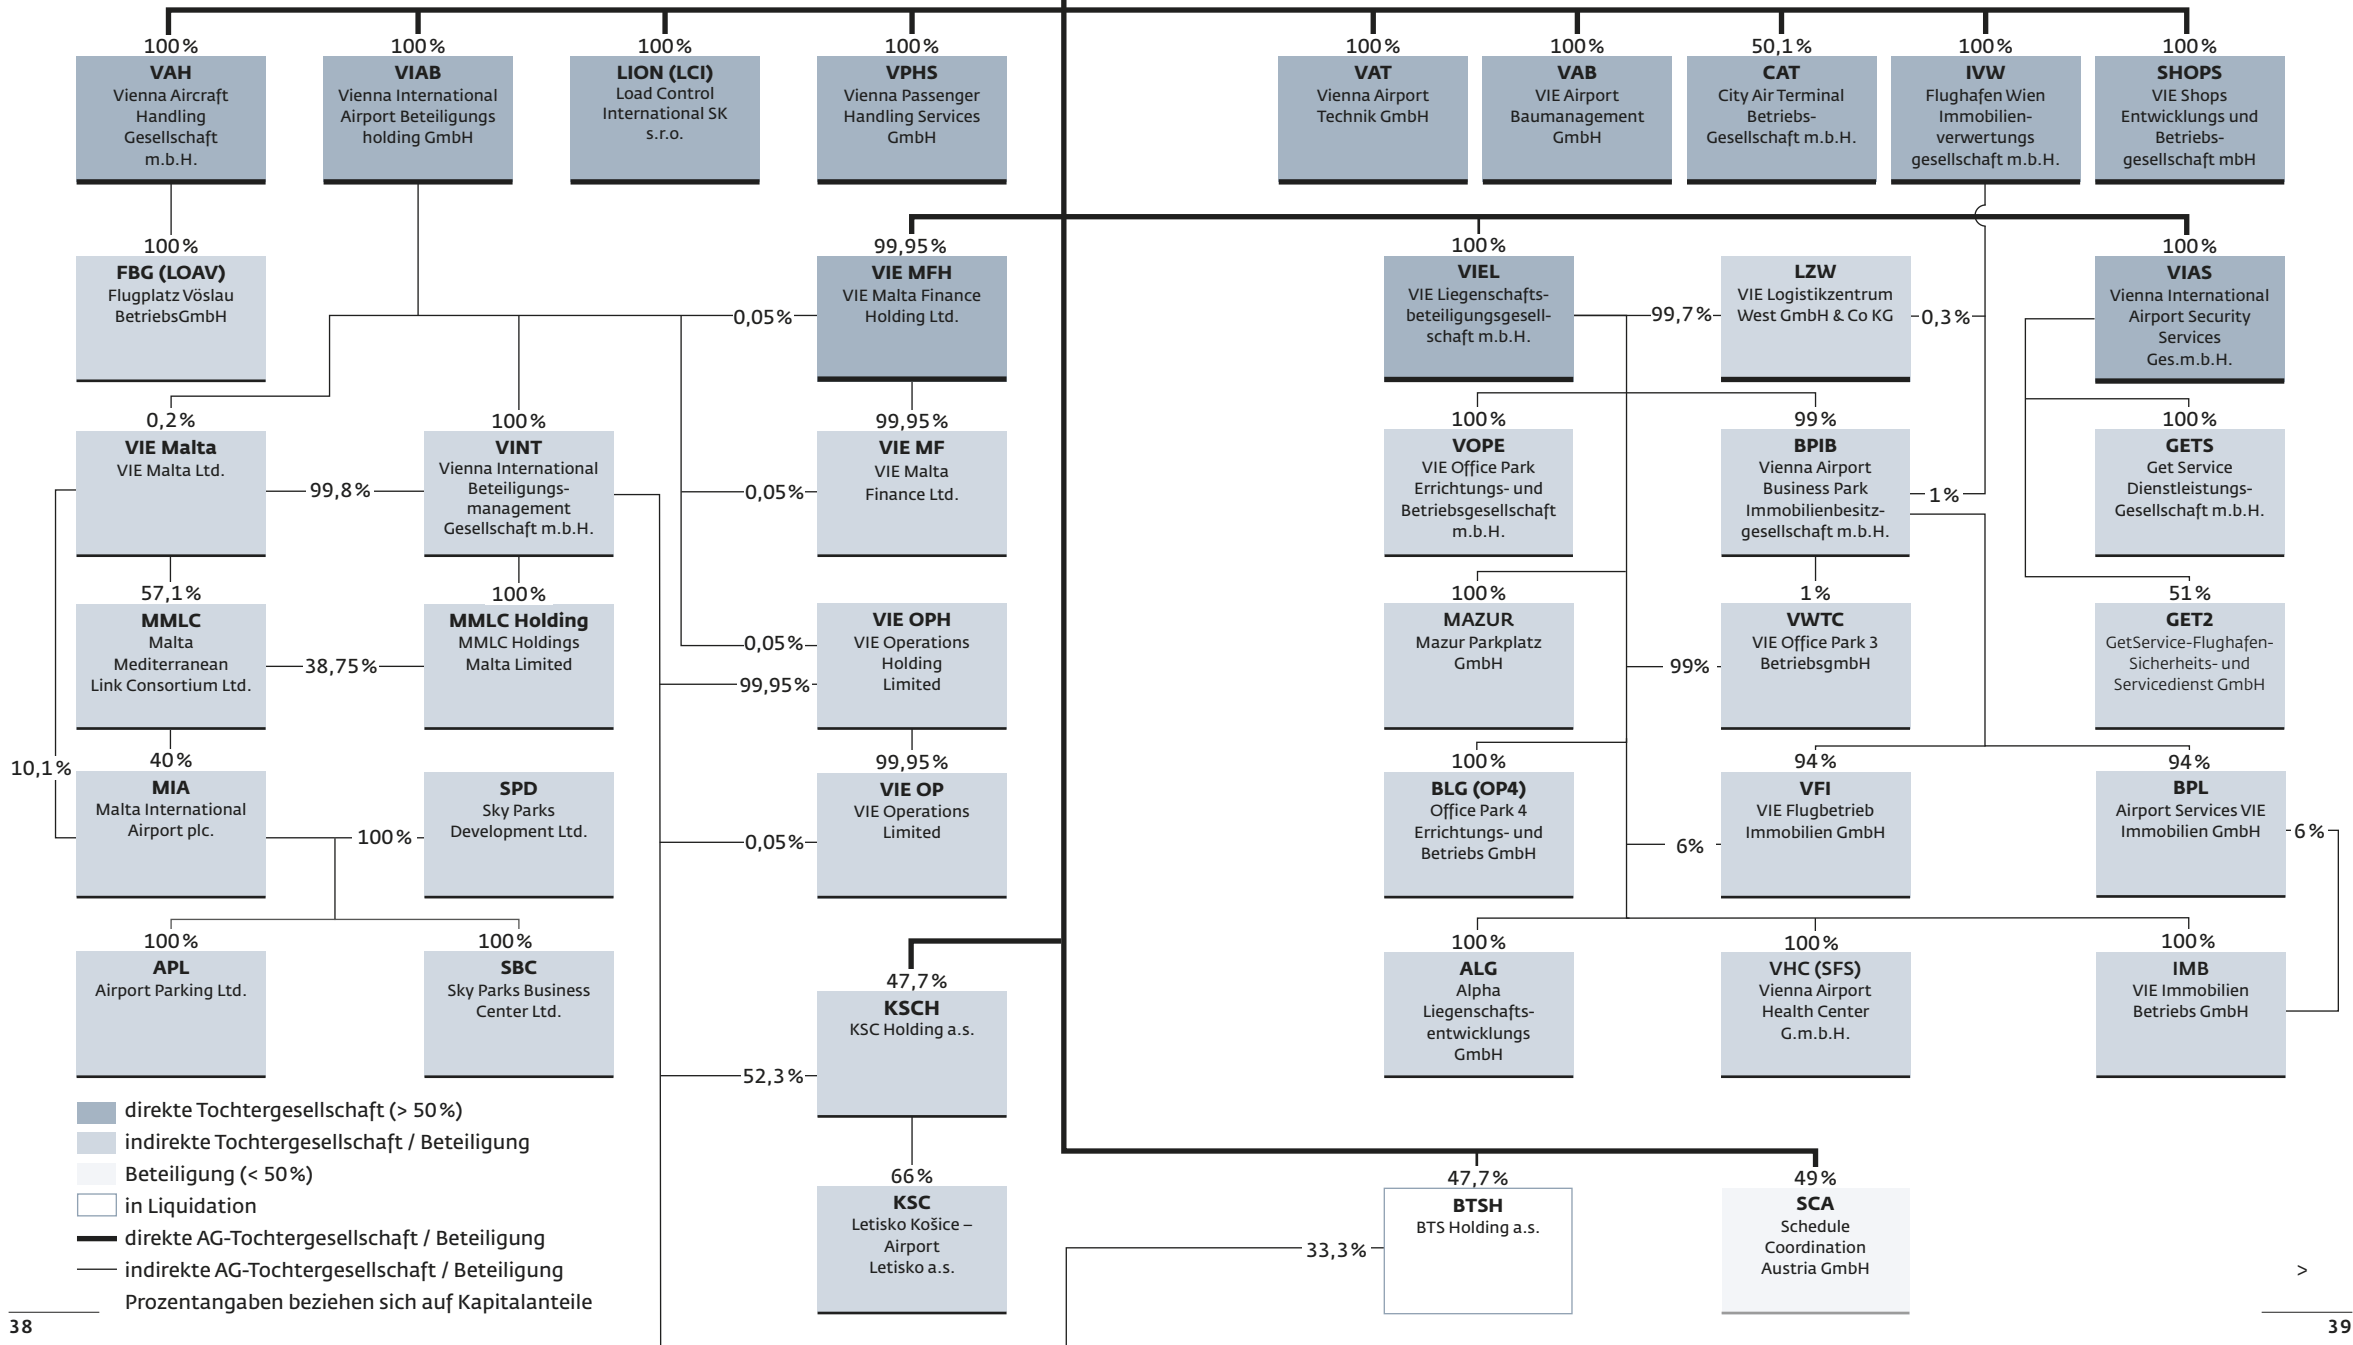 100%
VAH
Vienna Aircraft
Handling
Gesellschaft
m.b.H.
100%
VIAB
Vienna International
Airport Beteiligungs
holding GmbH
100%
LION (LCI)
Load Control
International SK
s.r.o.
100%
VPHS
Vienna Passenger
Handling Services
GmbH
100%
VAT
Vienna Airport
Technik GmbH
100%
VAB
VIE Airport
Baumanagement
GmbH
50,1%
CAT
City Air Terminal
Betriebs-
Gesellschaft m.b.H.
100%
IVW
Flughafen Wien
Immobilien-
verwertungs
gesellschaft m.b.H.
100%
SHOPS
VIE Shops
Entwicklungs und
Betriebs-
gesellschaft mbH
100%
FBG (LOAV)
Flugplatz Vöslau
BetriebsGmbH
0,05%
99,95%
VIE MFH
VIE Malta Finance
Holding Ltd.
100%
VIEL
VIE Liegenschafts-
beteiligungsgesell-
schaft m.b.H.
99,7%
LZW
VIE Logistikzentrum
West GmbH & Co KG
0,3%
100%
VIAS
Vienna International
Airport Security
Services
Ges.m.b.H.
0,2%
VIE Malta
VIE Malta Ltd.
99,8%
100%
VINT
Vienna International
Beteiligungs-
management
Gesellschaft m.b.H.
0,05%
99,95%
VIE MF
VIE Malta
Finance Ltd.
100%
VOPE
VIE Office Park
Errichtungs- und
Betriebsgesellschaft
m.b.H.
99%
BPIB
Vienna Airport
Business Park
Immobilienbesitz-
gesellschaft m.b.H.
1%
100%
GETS
Get Service
Dienstleistungs-
Gesellschaft m.b.H.
57,1%
MMLC
Malta
Mediterranean
Link Consortium Ltd.
38,75%
100%
MMLC Holding
MMLC Holdings
Malta Limited
0,05%
99,95%
VIE OPH
VIE Operations
Holding
Limited
100%
MAZUR
Mazur Parkplatz
GmbH
99%
1%
VWTC
VIE Office Park 3
BetriebsgmbH
51%
GET2
GetService-Flughafen-
Sicherheits- und
Servicedienst GmbH
10,1%
40%
MIA
Malta International
Airport plc.
100%
SPD
Sky Parks
Development Ltd.
0,05%
99,95%
VIE OP
VIE Operations
Limited
100%
BLG (OP4)
Office Park 4
Errichtungs- und
Betriebs GmbH
6%
94%
VFI
VIE Flugbetrieb
Immobilien GmbH
94%
BPL
Airport Services VIE
Immobilien GmbH
6%
100%
APL
Airport Parking Ltd.
100%
SBC
Sky Parks Business
Center Ltd.
47,7%
KSCH
KSC Holding a.s.
52,3%
100%
ALG
Alpha
Liegenschafts-
entwicklungs
GmbH
100%
VHC (SFS)
Vienna Airport
Health Center
G.m.b.H.
100%
IMB
VIE Immobilien
Betriebs GmbH
66%
KSC
Letisko Košice –
Airport
Letisko a.s.
33,3%
47,7%
BTSH
BTS Holding a.s.
49%
SCA
Schedule
Coordination
Austria GmbH
direkte Tochtergesellschaft (> 50%)
indirekte Tochtergesellschaft / Beteiligung
Beteiligung (< 50%)
in Liquidation
direkte AG-Tochtergesellschaft / Beteiligung
indirekte AG-Tochtergesellschaft / Beteiligung
Prozentangaben beziehen sich auf Kapitalanteile
>
38
39